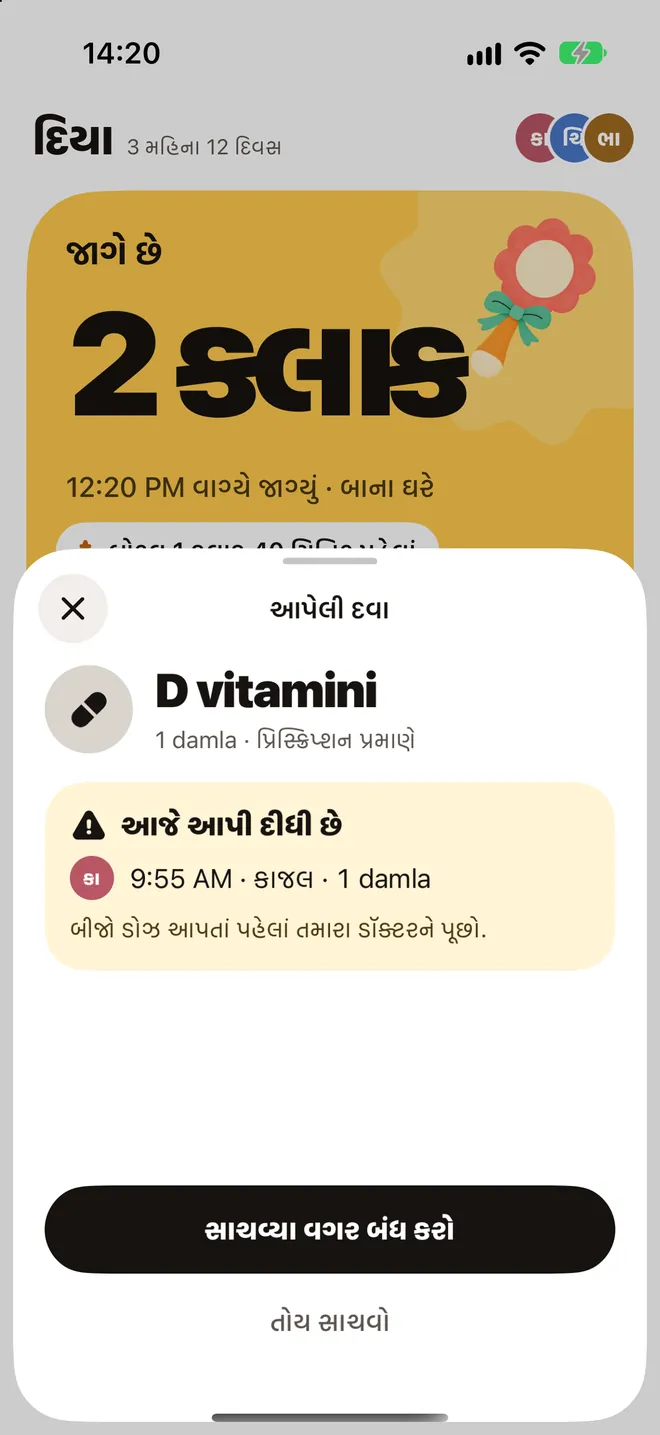 14:20
દિયા 3 મહિના 12 દિવસ
કા ચિ ભા
જાગે છે
2 કલાક
12:20 PM વાગ્યે જાગ્યું · બાના ઘરે
આપેલી દવા
D vitamini
1 damla · પ્રિસ્ક્રિપ્શન પ્રમાણે
આજે આપી દીધી છે
કા 9:55 AM · કાજલ · 1 damla
બીજો ડોઝ આપતાં પહેલાં તમારા ડૉક્ટરને પૂછો.
સાચવ્યા વગર બંધ કરો
તોય સાચવો